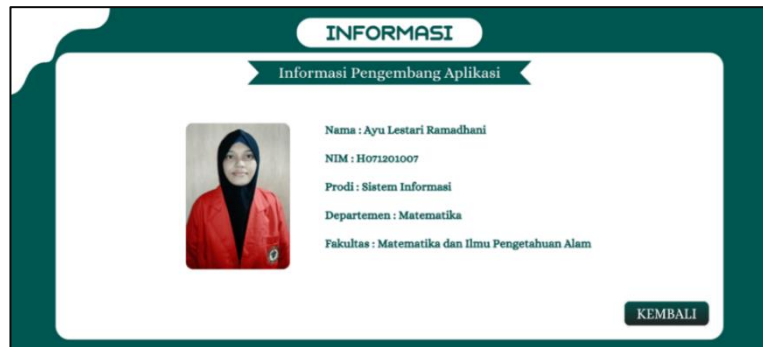 INFORMASI
Informasi Pengembang Aplikasi
Nama : Ayu Lestari Ramadhani
NIM : H071201007
Prodi : Sistem Informasi
Departemen : Matematika
Fakultas : Matematika dan Ilmu Pengetahuan Alam
KEMBALI